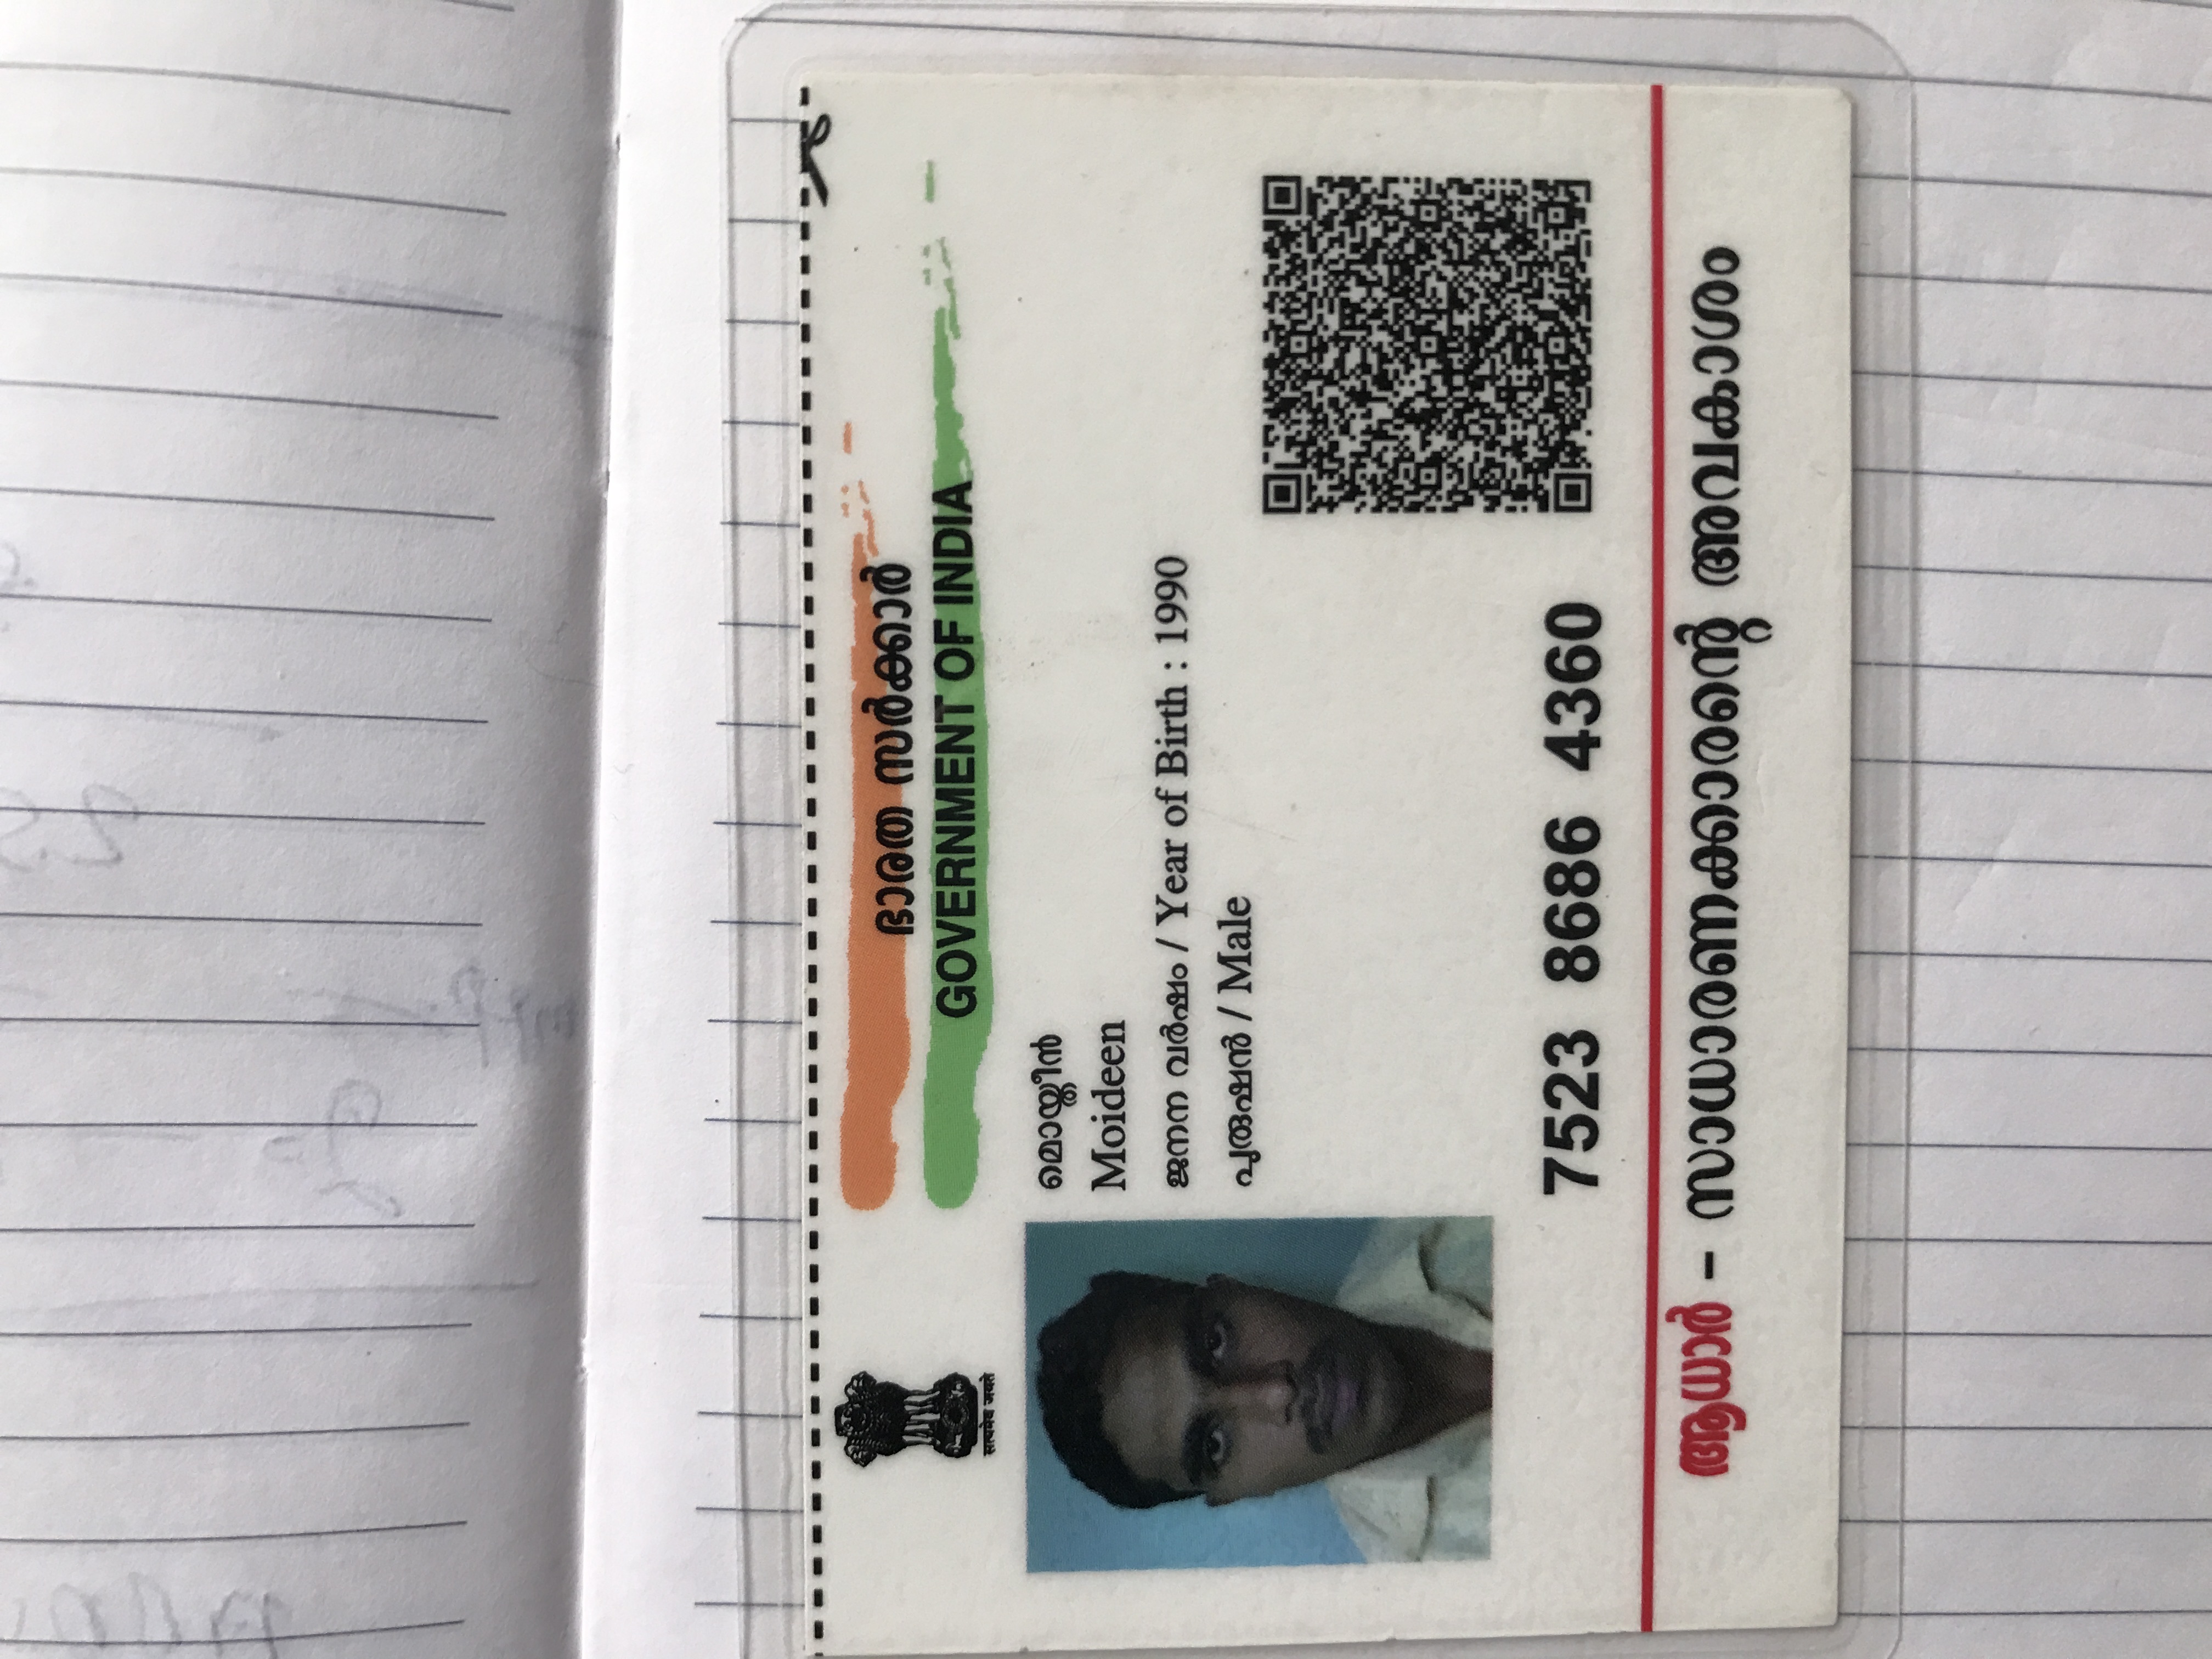 ഭാരത സർക്കാർ
GOVERNMENT OF INDIA
सत्यमेव जयते
മൊയ്തീൻ
Moideen
ജനന വർഷം / Year of Birth : 1990
പുരുഷൻ / Male
7523 8686 4360
ആധാർ - സാധാരണക്കാരന്റെ അവകാശം